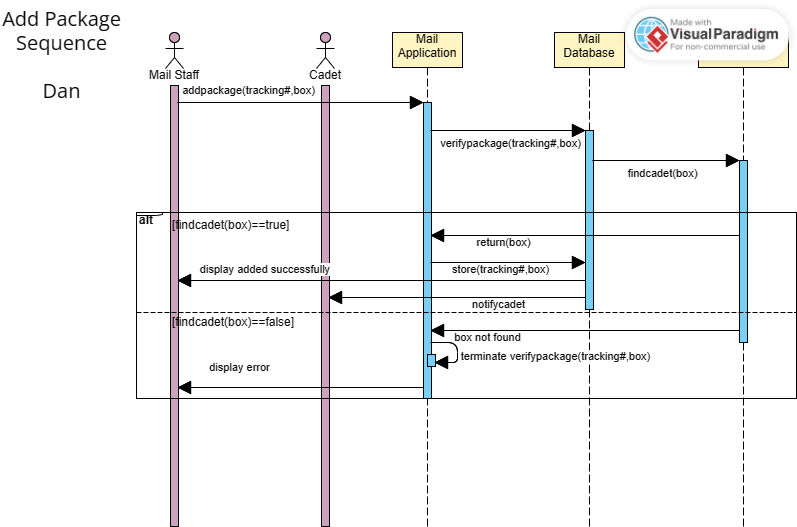 Add Package
Sequence
Dan
Made with
VisualParadigm
For non-commercial use
Mail Staff
Cadet
Mail
Application
Mail
Database
addpackage(tracking#,box)
verifypackage(tracking#,box)
findcadet(box)
alt
[findcadet(box)==true]
return(box)
store(tracking#,box)
display added successfully
notifycadet
[findcadet(box)==false]
box not found
terminate verifypackage(tracking#,box)
display error